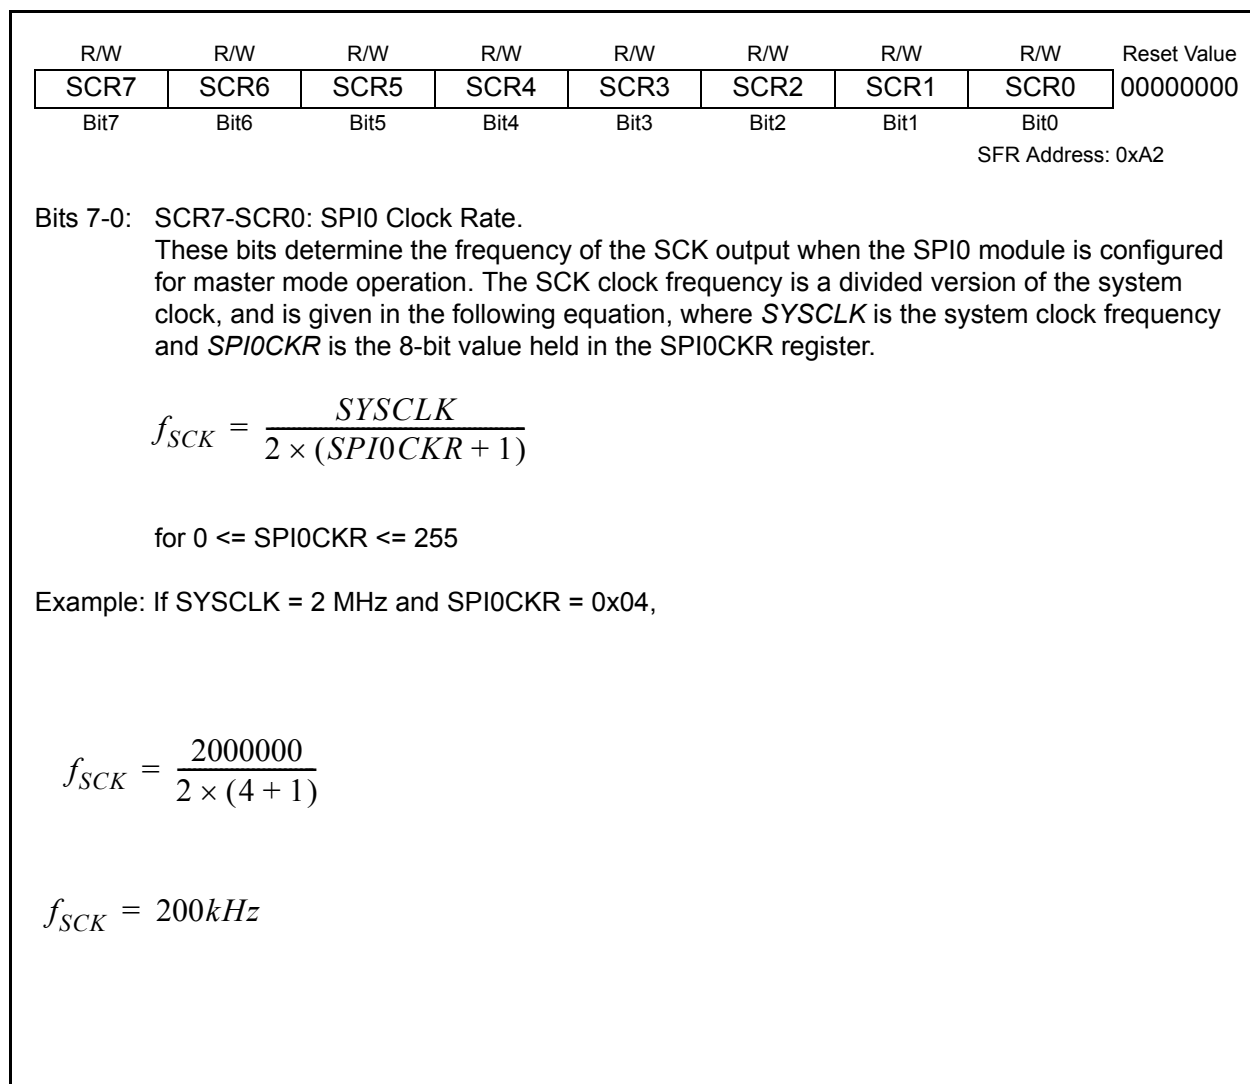 R/W R/W R/W R/W R/W R/W R/W R/W Reset Value
SCR7 SCR6 SCR5 SCR4 SCR3 SCR2 SCR1 SCR0 00000000
Bit7 Bit6 Bit5 Bit4 Bit3 Bit2 Bit1 Bit0
SFR Address: 0xA2
Bits 7-0: SCR7-SCR0: SPI0 Clock Rate.
These bits determine the frequency of the SCK output when the SPI0 module is configured
for master mode operation. The SCK clock frequency is a divided version of the system
clock, and is given in the following equation, where SYSCLK is the system clock frequency
and SPI0CKR is the 8-bit value held in the SPI0CKR register.
f_SCK = SYSCLK / 2 × (SPI0CKR + 1)
for 0 <= SPI0CKR <= 255
Example: If SYSCLK = 2 MHz and SPI0CKR = 0x04,
f_SCK = 2000000 / 2 × (4 + 1)
f_SCK = 200kHz